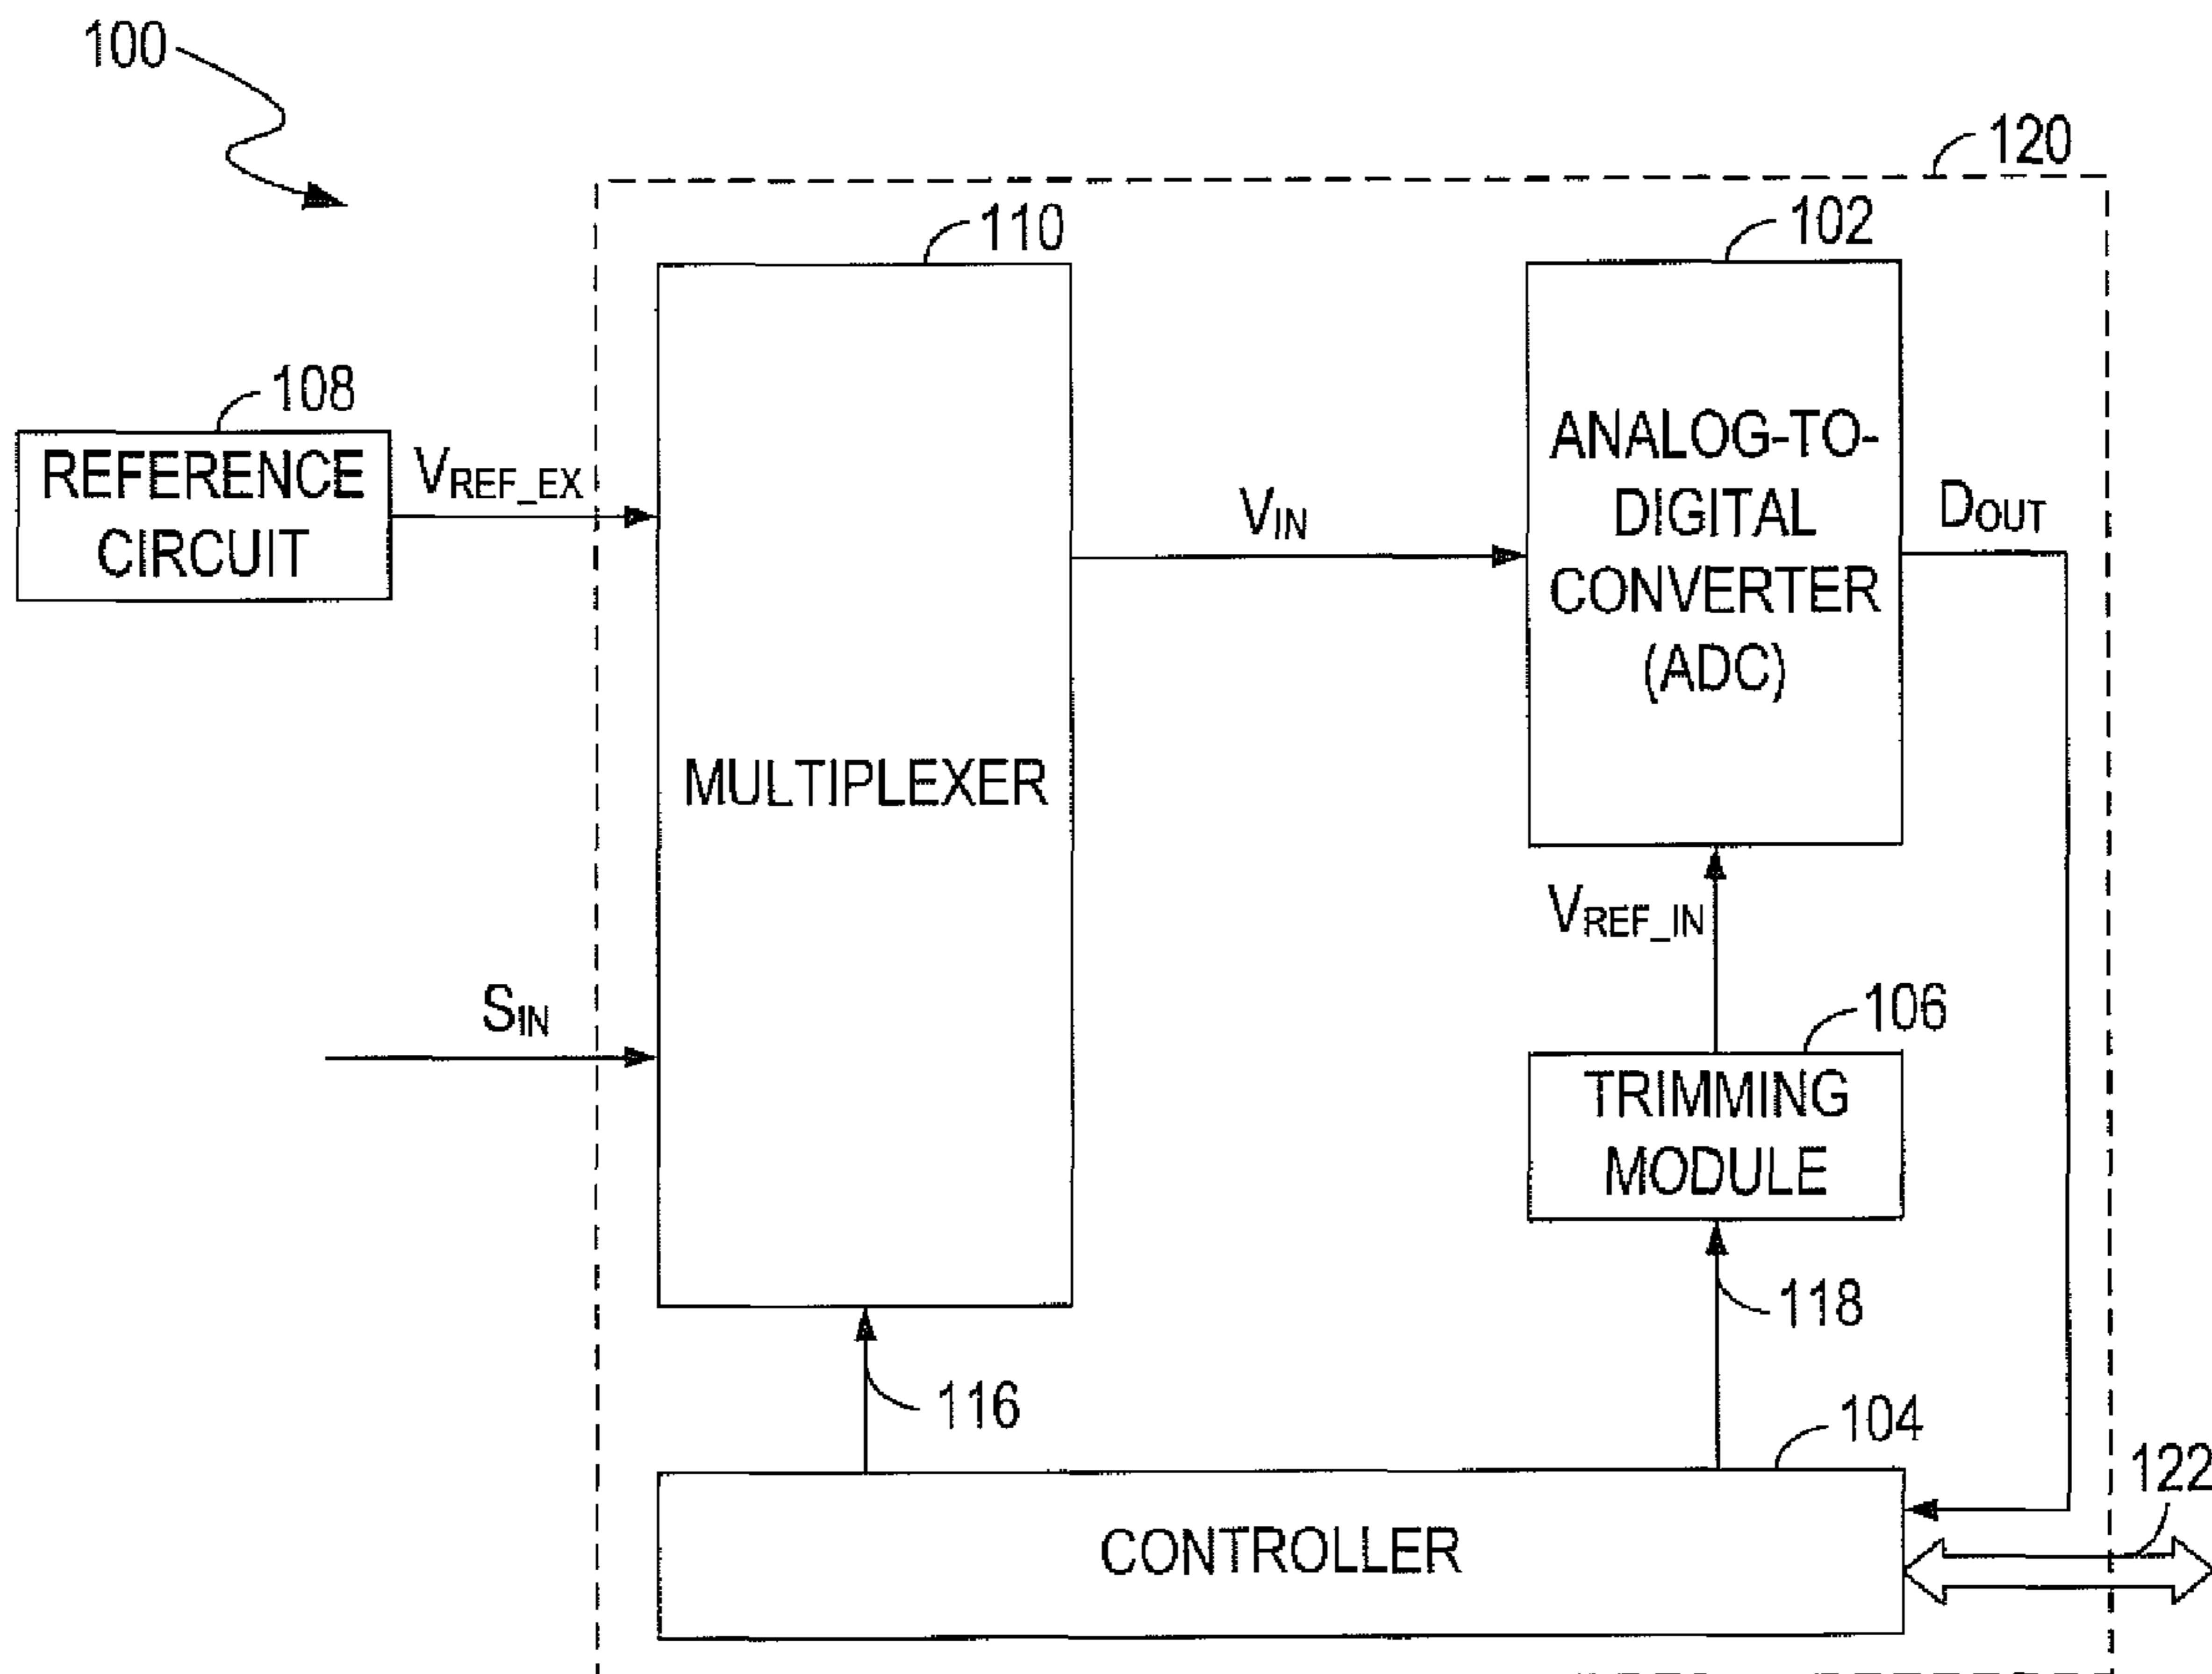 100
120
110
102
108
REFERENCE
CIRCUIT
VREF_EX
VIN
ANALOG-TO-
DIGITAL
CONVERTER
(ADC)
DOUT
MULTIPLEXER
VREF_IN
SIN
106
TRIMMING
MODULE
118
116
104
122
CONTROLLER